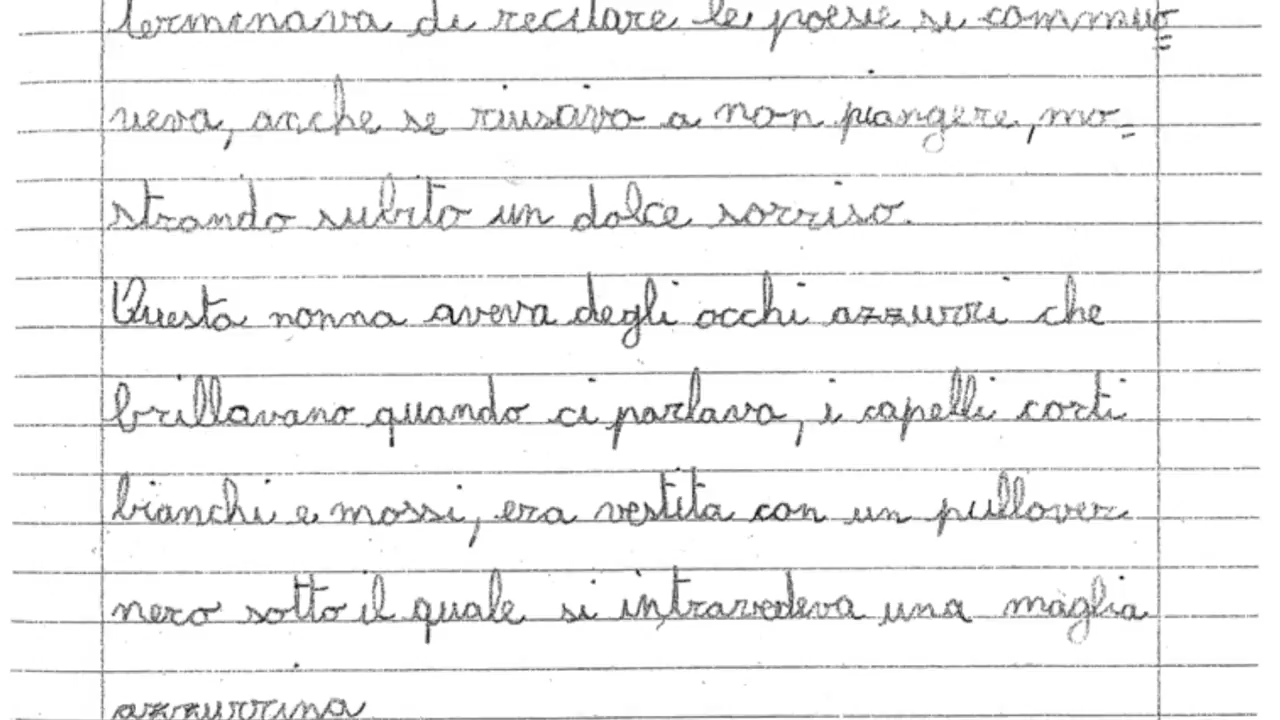 terminava di recitare le poesie si commuo=
veva, anche se riusciva a non piangere, mo=
strando subito un dolce sorriso.
Questa nonna aveva degli occhi azzurri che
brillavano quando ci parlava, i capelli corti
bianchi e mossi, era vestita con un pullover
nero sotto il quale si intravedeva una maglia
azzurrina